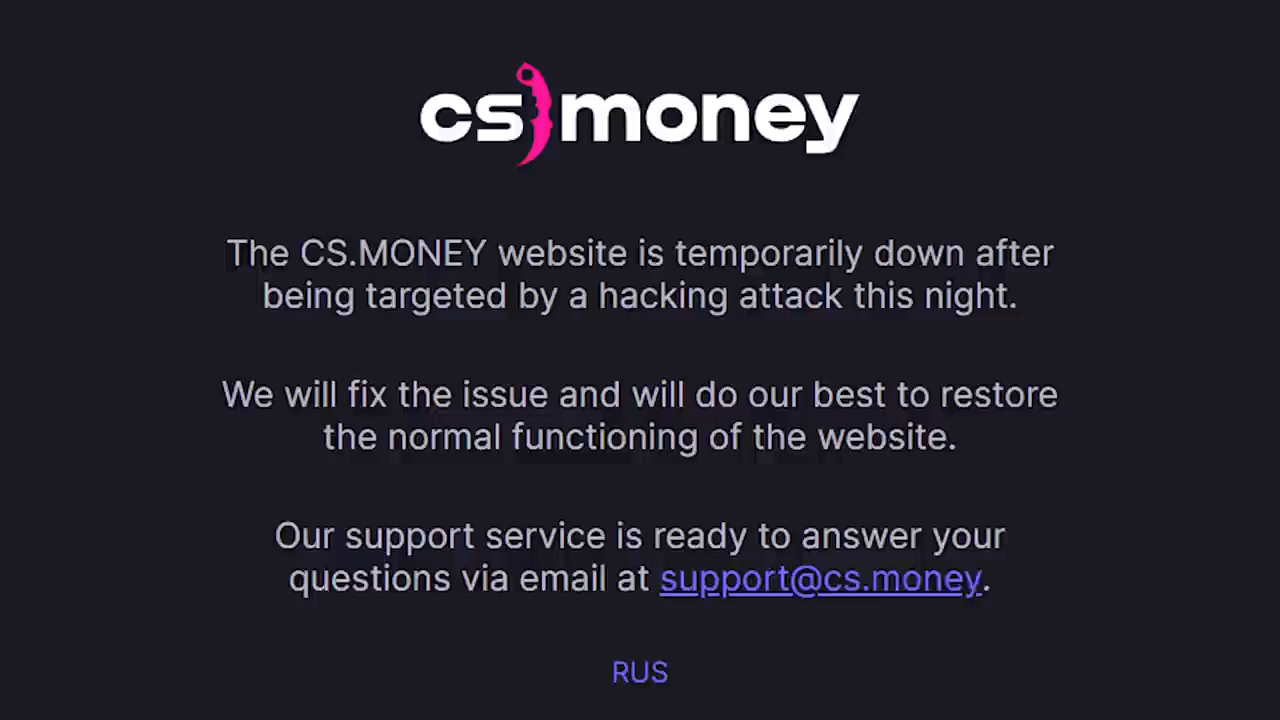 cs money
The CS.MONEY website is temporarily down after
being targeted by a hacking attack this night.
We will fix the issue and will do our best to restore
the normal functioning of the website.
Our support service is ready to answer your
questions via email at support@cs.money.
RUS